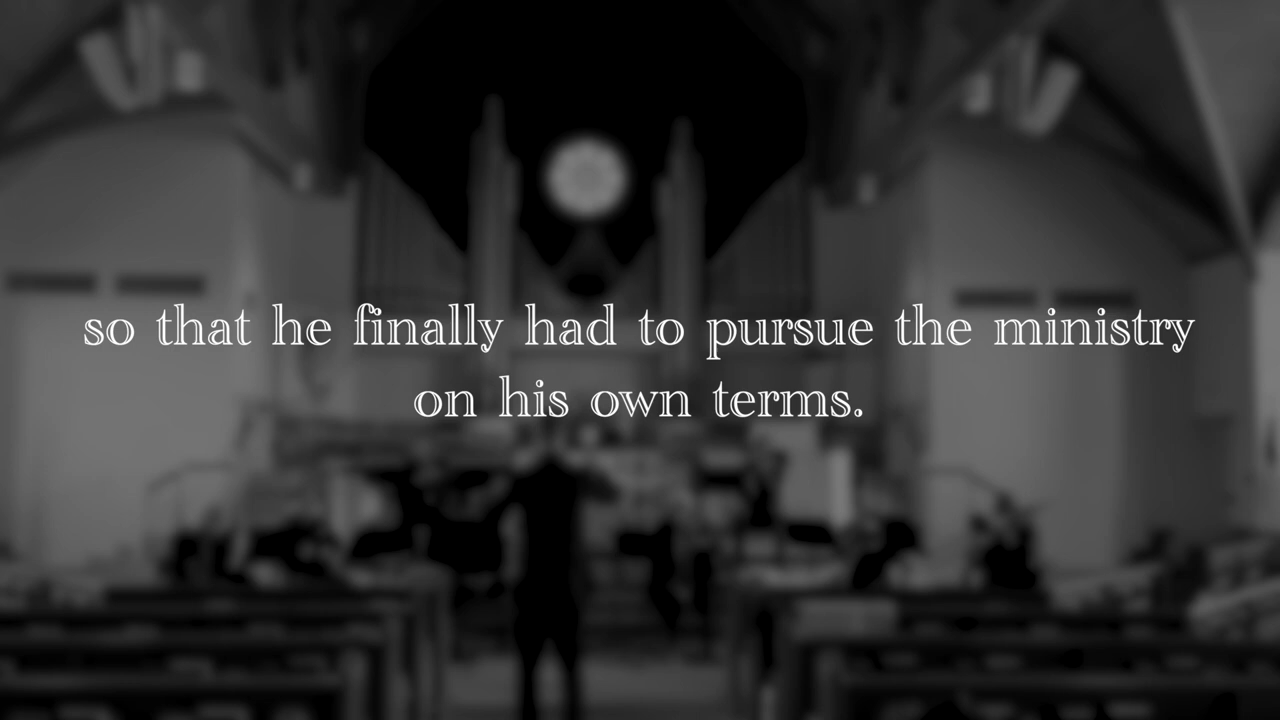 so that he finally had to pursue the ministry
on his own terms.